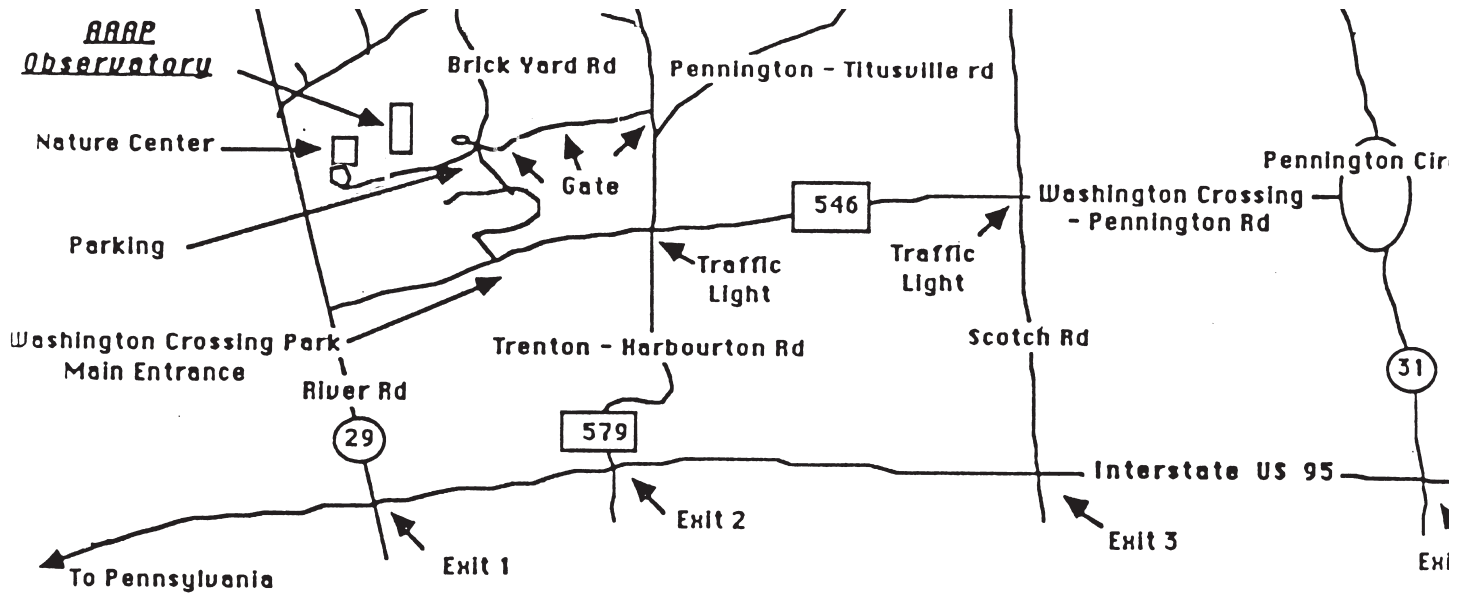 AAAP
Observatory
Brick Yard Rd
Pennington - Titusville rd
Nature Center
Pennington Cir
Gate
546
Washington Crossing
- Pennington Rd
Parking
Traffic
Light
Traffic
Light
Washington Crossing Park
Main Entrance
Trenton - Harbourton Rd
Scotch Rd
31
River Rd
29
579
Interstate US 95
Exit 2
Exit 3
Exit 1
Exi
To Pennsylvania